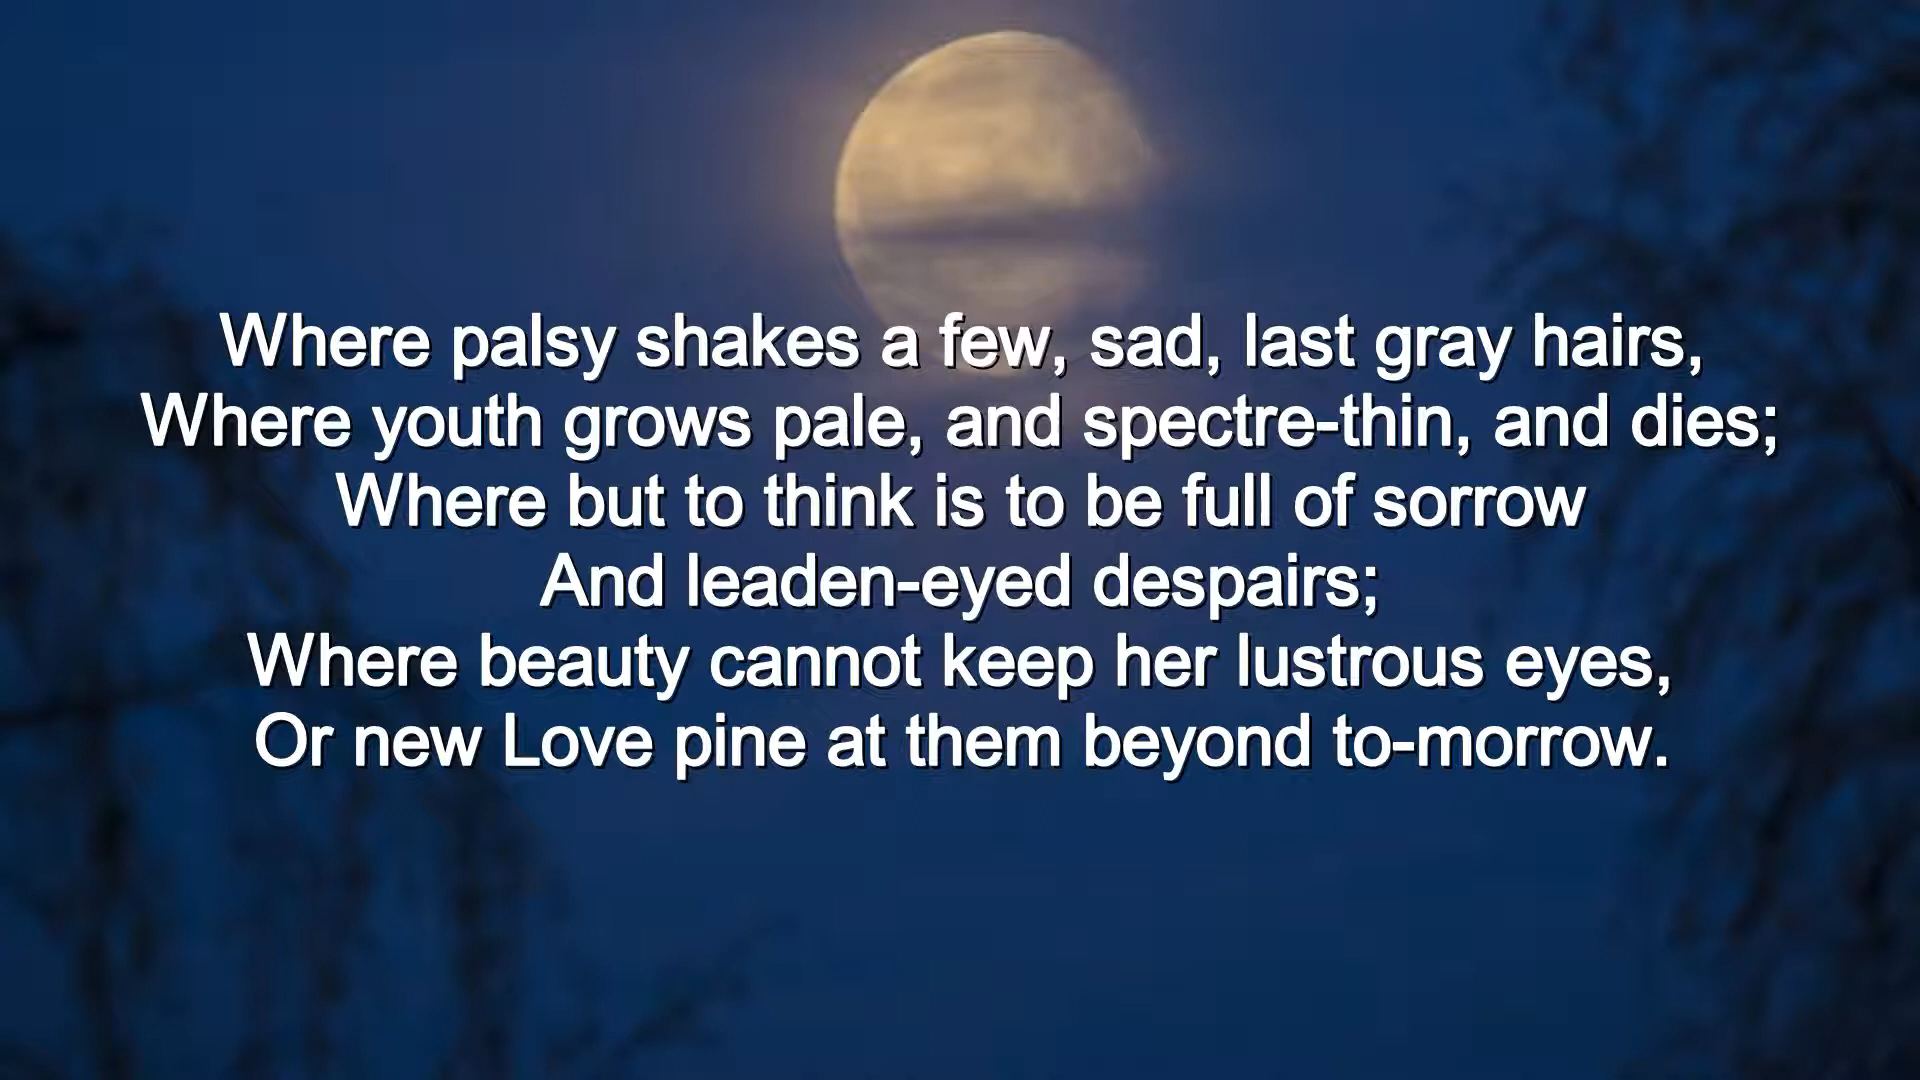 Where palsy shakes a few, sad, last gray hairs,
Where youth grows pale, and spectre-thin, and dies;
Where but to think is to be full of sorrow
And leaden-eyed despairs;
Where beauty cannot keep her lustrous eyes,
Or new Love pine at them beyond to-morrow.